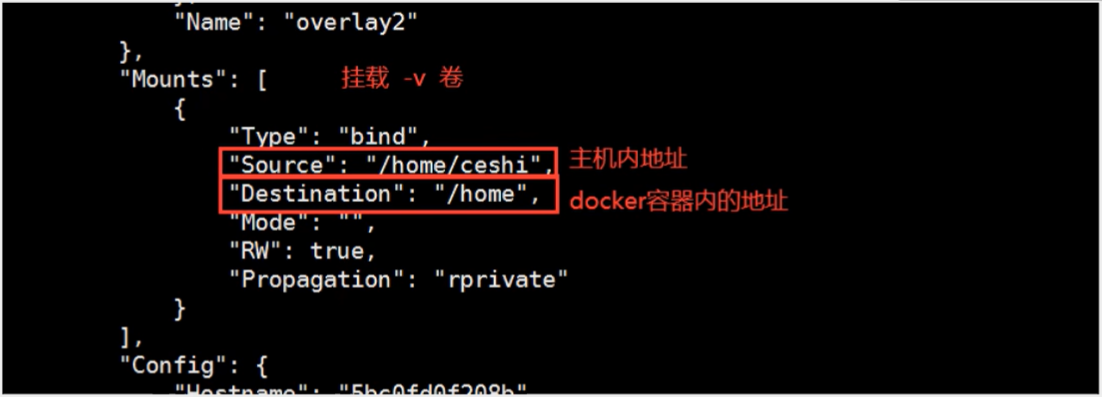 "Name": "overlay2"
},
"Mounts": [ 挂载 -v 卷
{
"Type": "bind",
"Source": "/home/ceshi", 主机内地址
"Destination": "/home", docker容器内的地址
"Mode": "",
"RW": true,
"Propagation": "rprivate"
}
],
"Config": {
"Hostname": "5bc0fd0f208b"